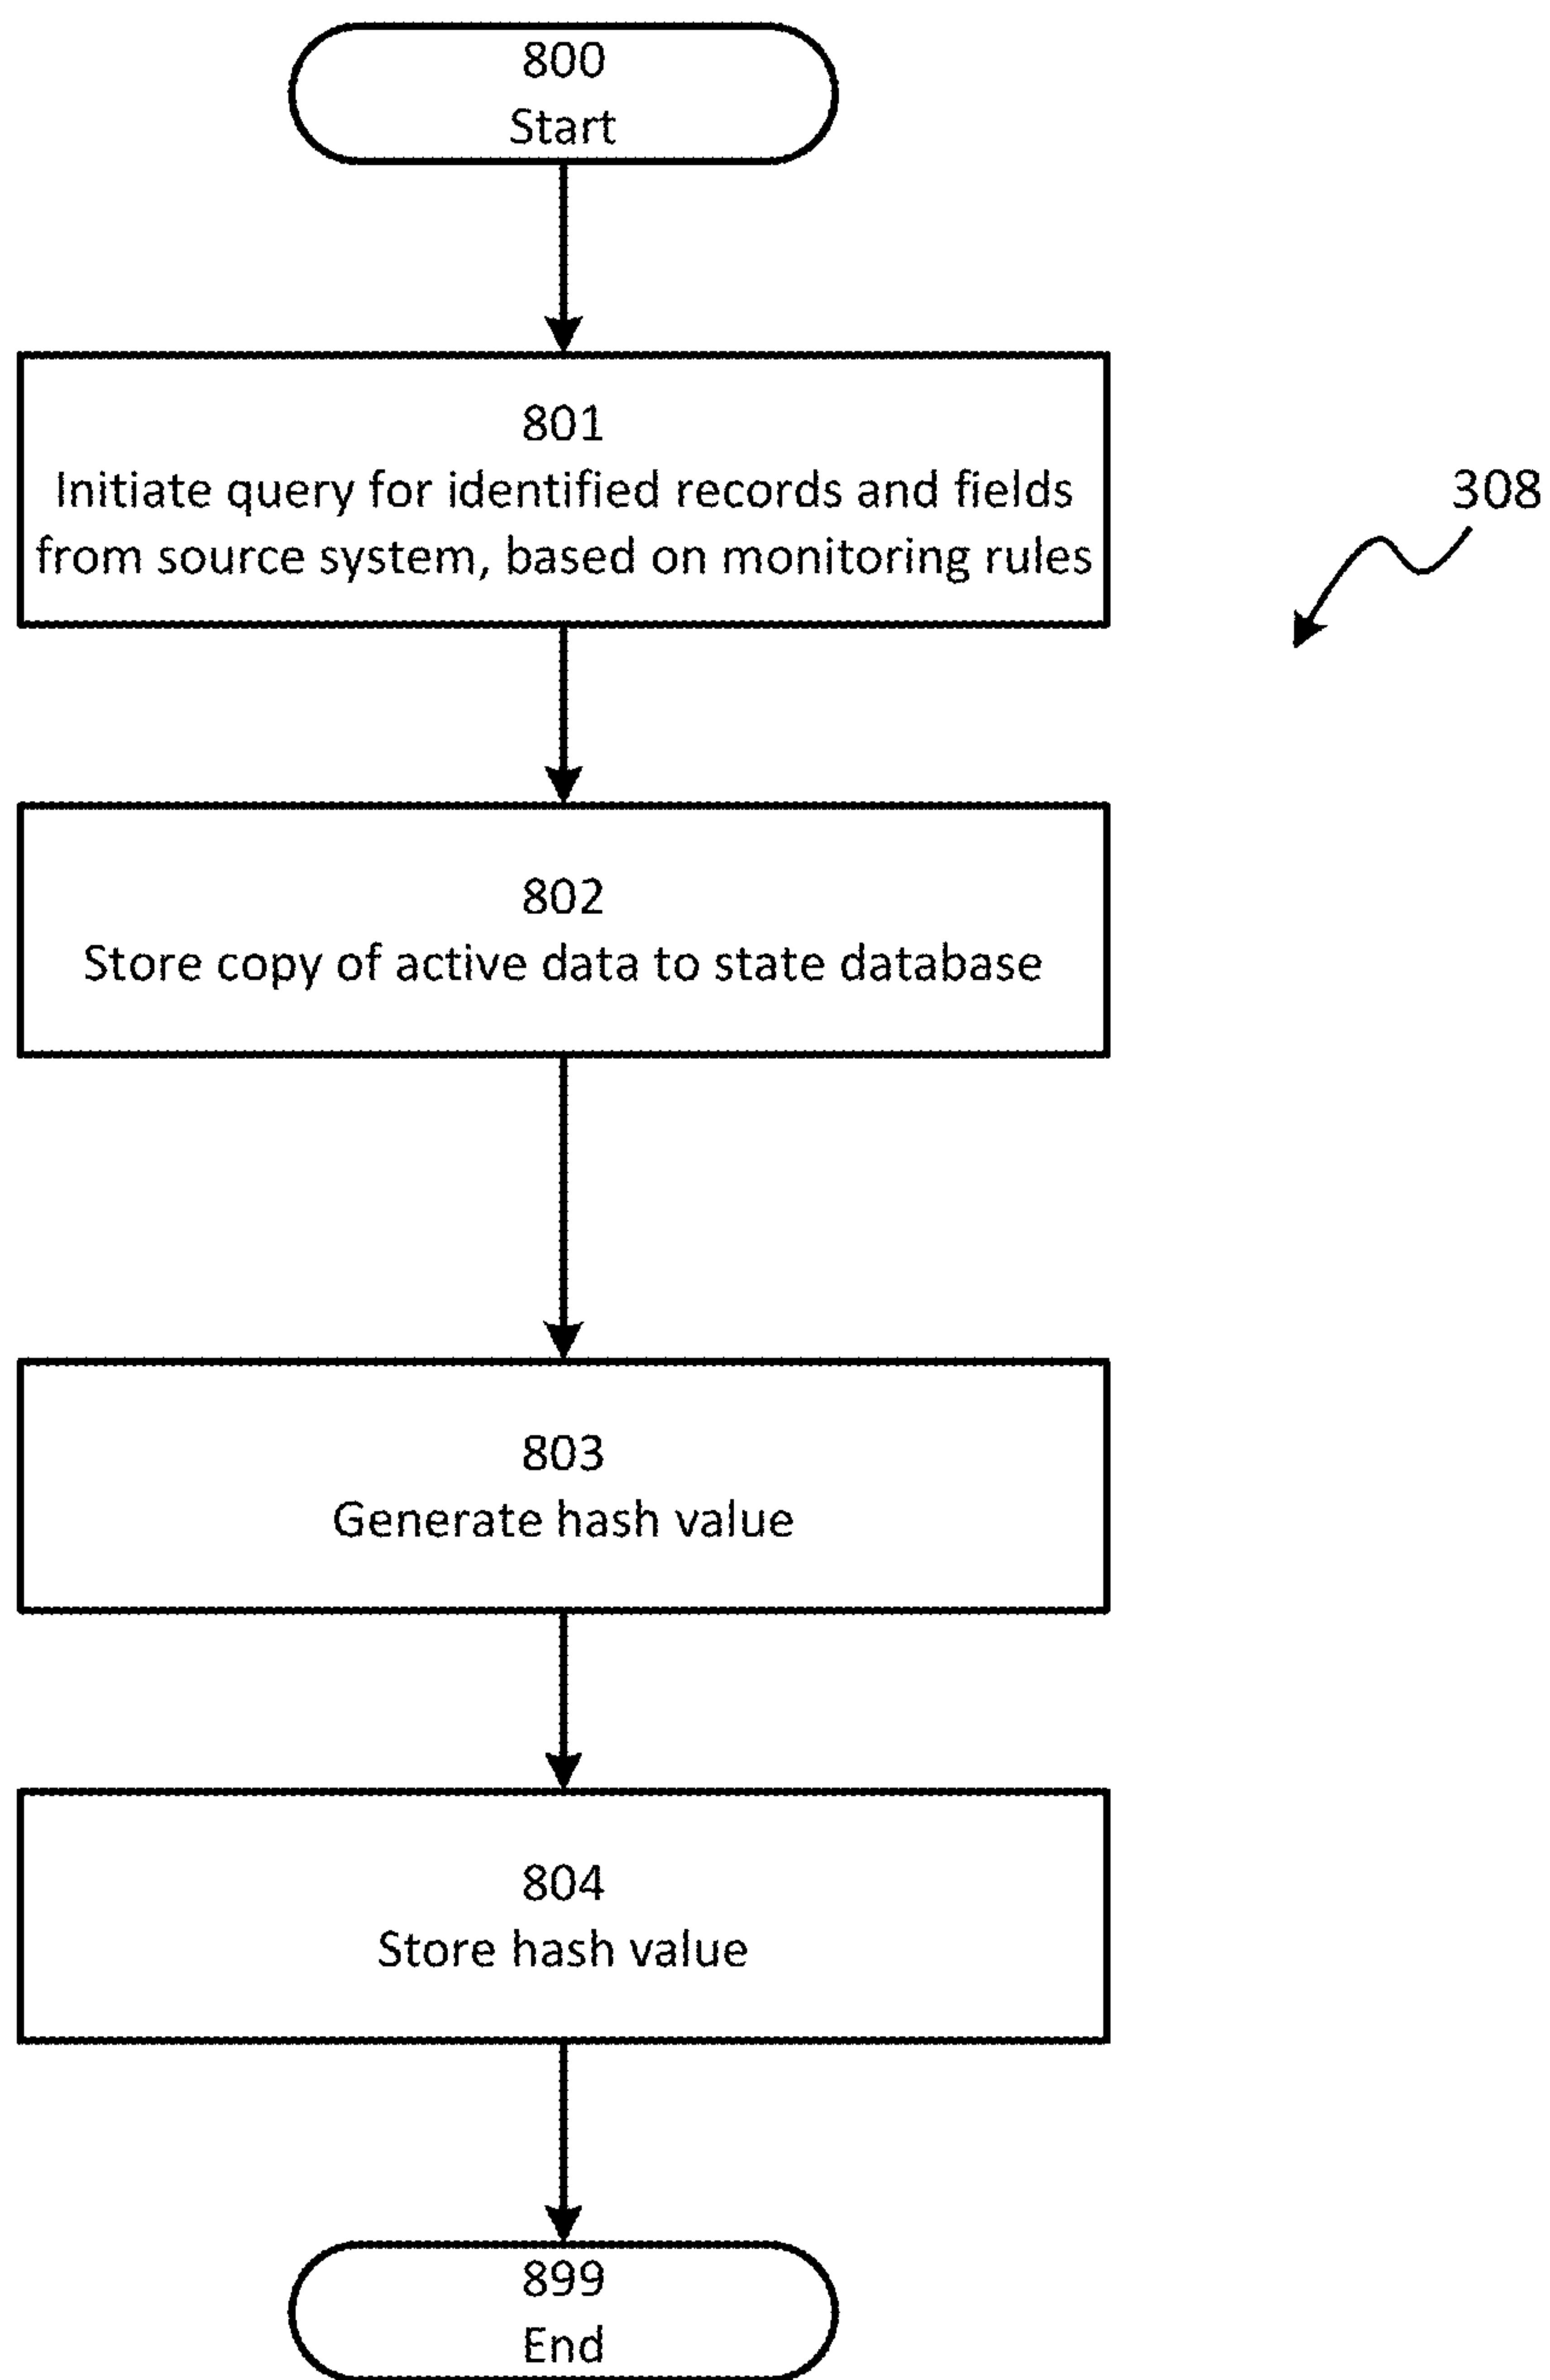 800
Start
801
Initiate query for identified records and fields
from source system, based on monitoring rules
308
802
Store copy of active data to state database
803
Generate hash value
804
Store hash value
899
End